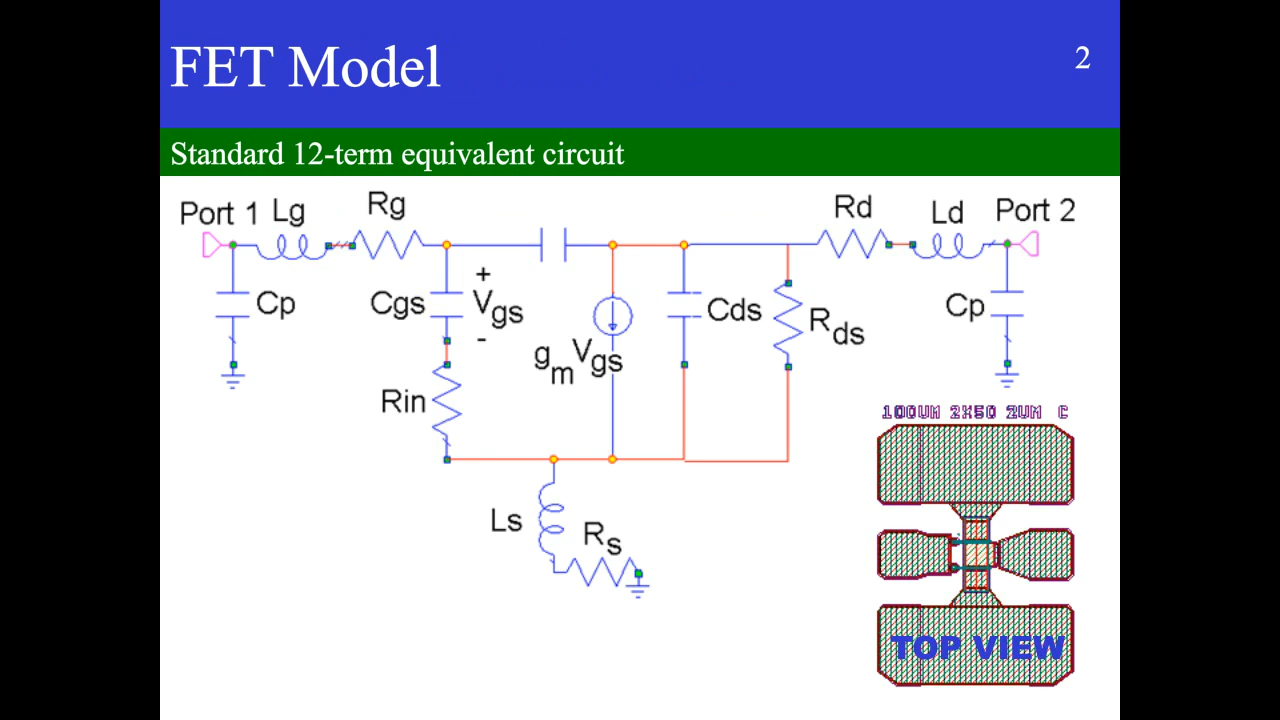 FET Model
2
Standard 12-term equivalent circuit
Port 1 Lg Rg Rd Ld Port 2
Cp Cgs + Vgs - gmVgs Cds Rds Cp
Rin
100UM 2X50 2UM C
Ls Rs
TOP VIEW